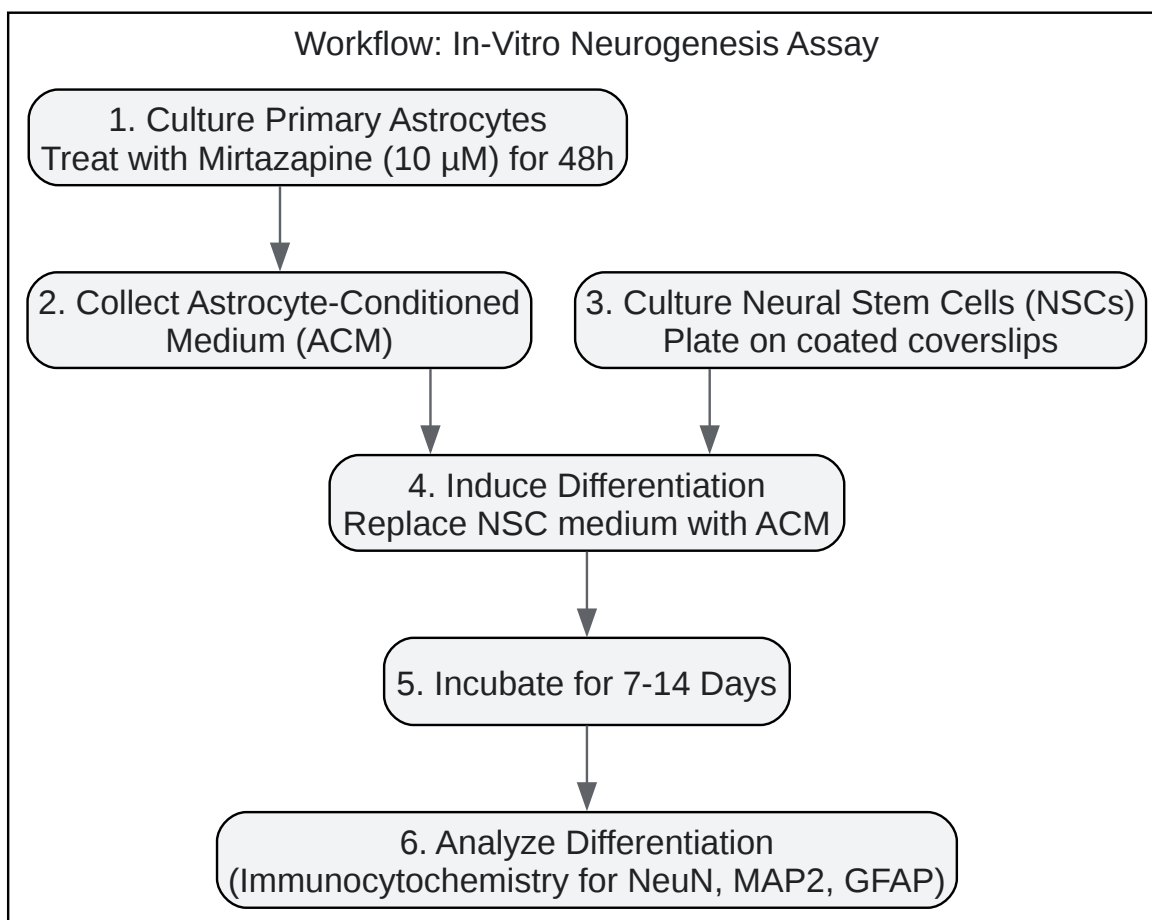 Workflow: In-Vitro Neurogenesis Assay
1. Culture Primary Astrocytes
Treat with Mirtazapine (10 µM) for 48h
2. Collect Astrocyte-Conditioned
Medium (ACM)
3. Culture Neural Stem Cells (NSCs)
Plate on coated coverslips
4. Induce Differentiation
Replace NSC medium with ACM
5. Incubate for 7-14 Days
6. Analyze Differentiation
(Immunocytochemistry for NeuN, MAP2, GFAP)